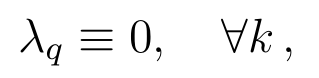 λ_q ≡ 0, ∀k ,